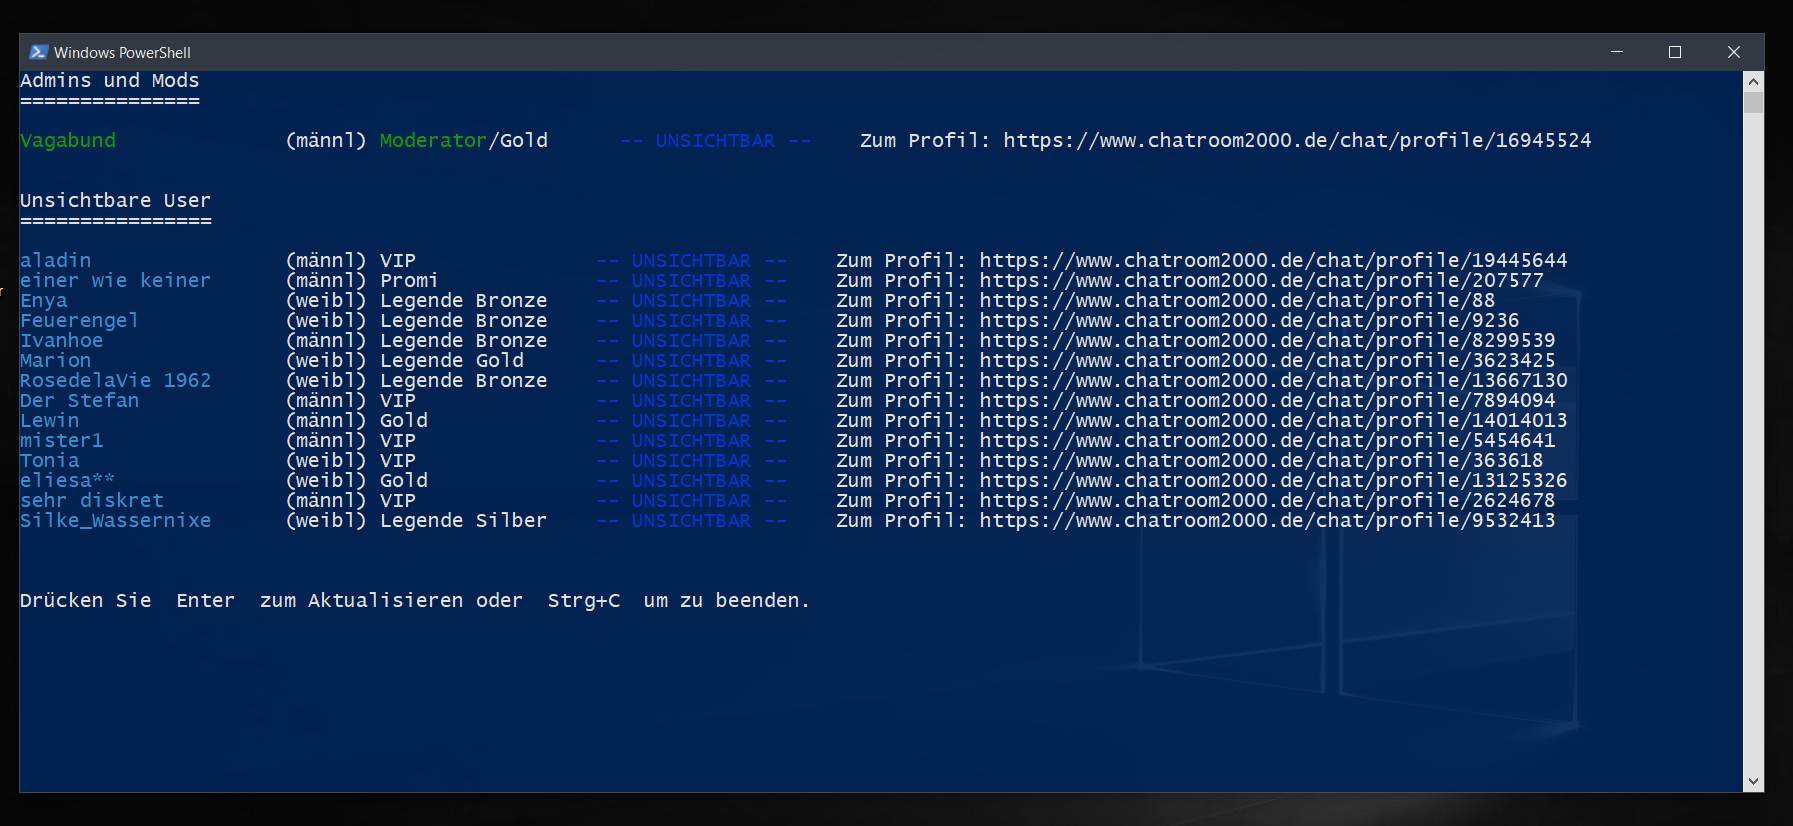 Windows PowerShell
Admins und Mods
===============
Vagabund (männl) Moderator/Gold -- UNSICHTBAR -- Zum Profil: https://www.chatroom2000.de/chat/profile/16945524
Unsichtbare User
================
aladin (männl) VIP -- UNSICHTBAR -- Zum Profil: https://www.chatroom2000.de/chat/profile/19445644
einer wie keiner (männl) Promi -- UNSICHTBAR -- Zum Profil: https://www.chatroom2000.de/chat/profile/207577
Enya (weibl) Legende Bronze -- UNSICHTBAR -- Zum Profil: https://www.chatroom2000.de/chat/profile/88
Feuerengel (weibl) Legende Bronze -- UNSICHTBAR -- Zum Profil: https://www.chatroom2000.de/chat/profile/9236
Ivanhoe (männl) Legende Bronze -- UNSICHTBAR -- Zum Profil: https://www.chatroom2000.de/chat/profile/8299539
Marion (weibl) Legende Gold -- UNSICHTBAR -- Zum Profil: https://www.chatroom2000.de/chat/profile/3623425
RosedelaVie 1962 (weibl) Legende Bronze -- UNSICHTBAR -- Zum Profil: https://www.chatroom2000.de/chat/profile/13667130
Der Stefan (männl) VIP -- UNSICHTBAR -- Zum Profil: https://www.chatroom2000.de/chat/profile/7894094
Lewin (männl) Gold -- UNSICHTBAR -- Zum Profil: https://www.chatroom2000.de/chat/profile/14014013
mister1 (männl) VIP -- UNSICHTBAR -- Zum Profil: https://www.chatroom2000.de/chat/profile/5454641
Tonia (weibl) VIP -- UNSICHTBAR -- Zum Profil: https://www.chatroom2000.de/chat/profile/363618
eliesa** (weibl) Gold -- UNSICHTBAR -- Zum Profil: https://www.chatroom2000.de/chat/profile/13125326
sehr diskret (männl) VIP -- UNSICHTBAR -- Zum Profil: https://www.chatroom2000.de/chat/profile/2624678
Silke_Wassernixe (weibl) Legende Silber -- UNSICHTBAR -- Zum Profil: https://www.chatroom2000.de/chat/profile/9532413
Drücken Sie Enter zum Aktualisieren oder Strg+C um zu beenden.